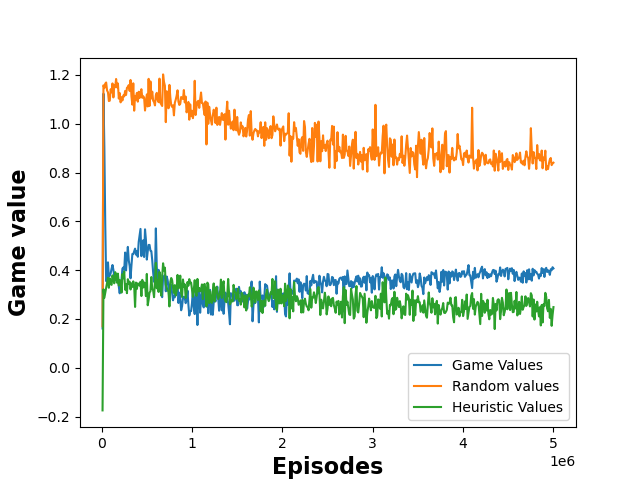 1.2
1.0
0.8
0.6
0.4
0.2
0.0
−0.2
Game value
Game Values
Random values
Heuristic Values
0 1 2 3 4 5
1e6
Episodes